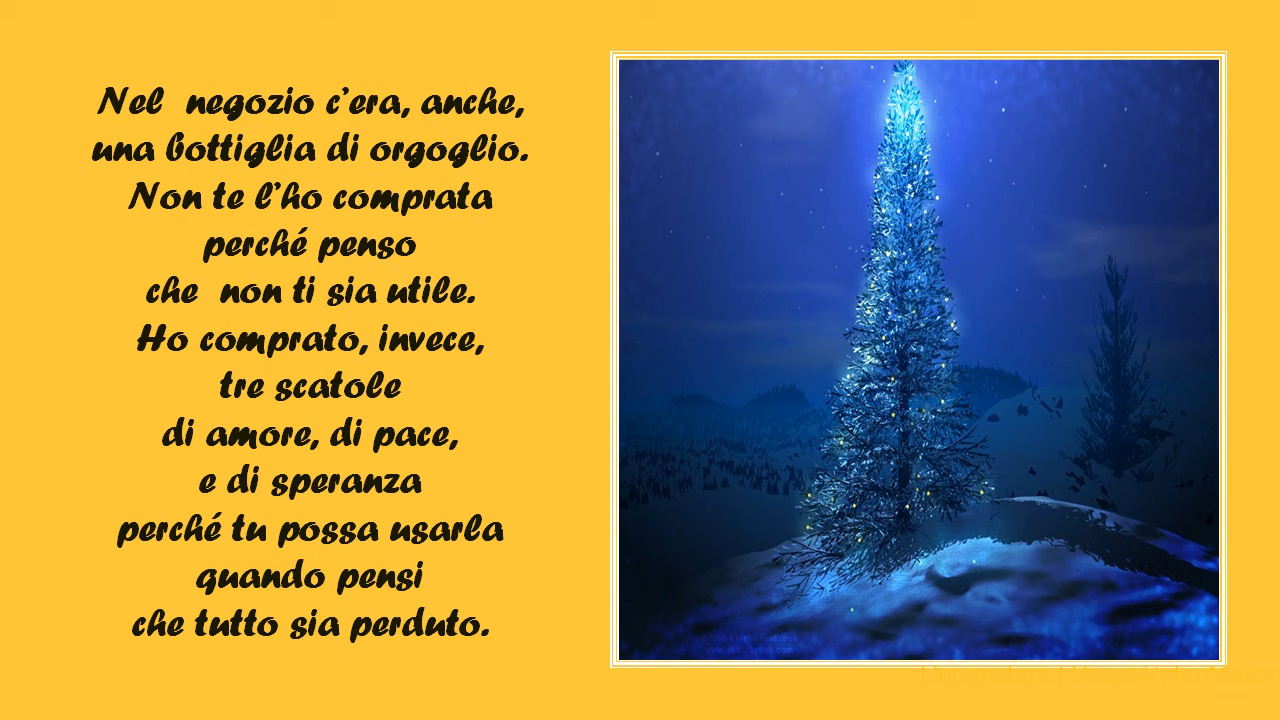 Nel negozio c'era, anche,
una bottiglia di orgoglio.
Non te l'ho comprata
perché penso
che non ti sia utile.
Ho comprato, invece,
tre scatole
di amore, di pace,
e di speranza
perché tu possa usarla
quando pensi
che tutto sia perduto.